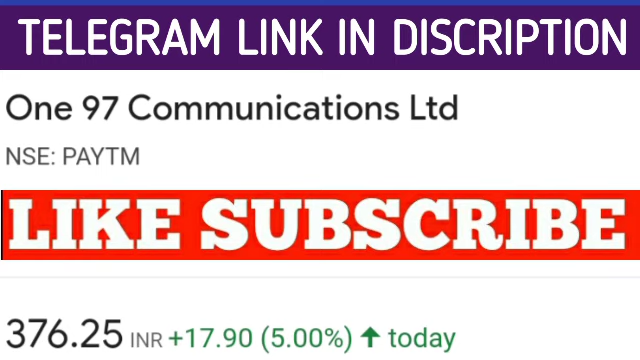 TELEGRAM LINK IN DISCRIPTION
One 97 Communications Ltd
NSE: PAYTM
LIKE SUBSCRIBE
376.25 INR +17.90 (5.00%) ↑ today